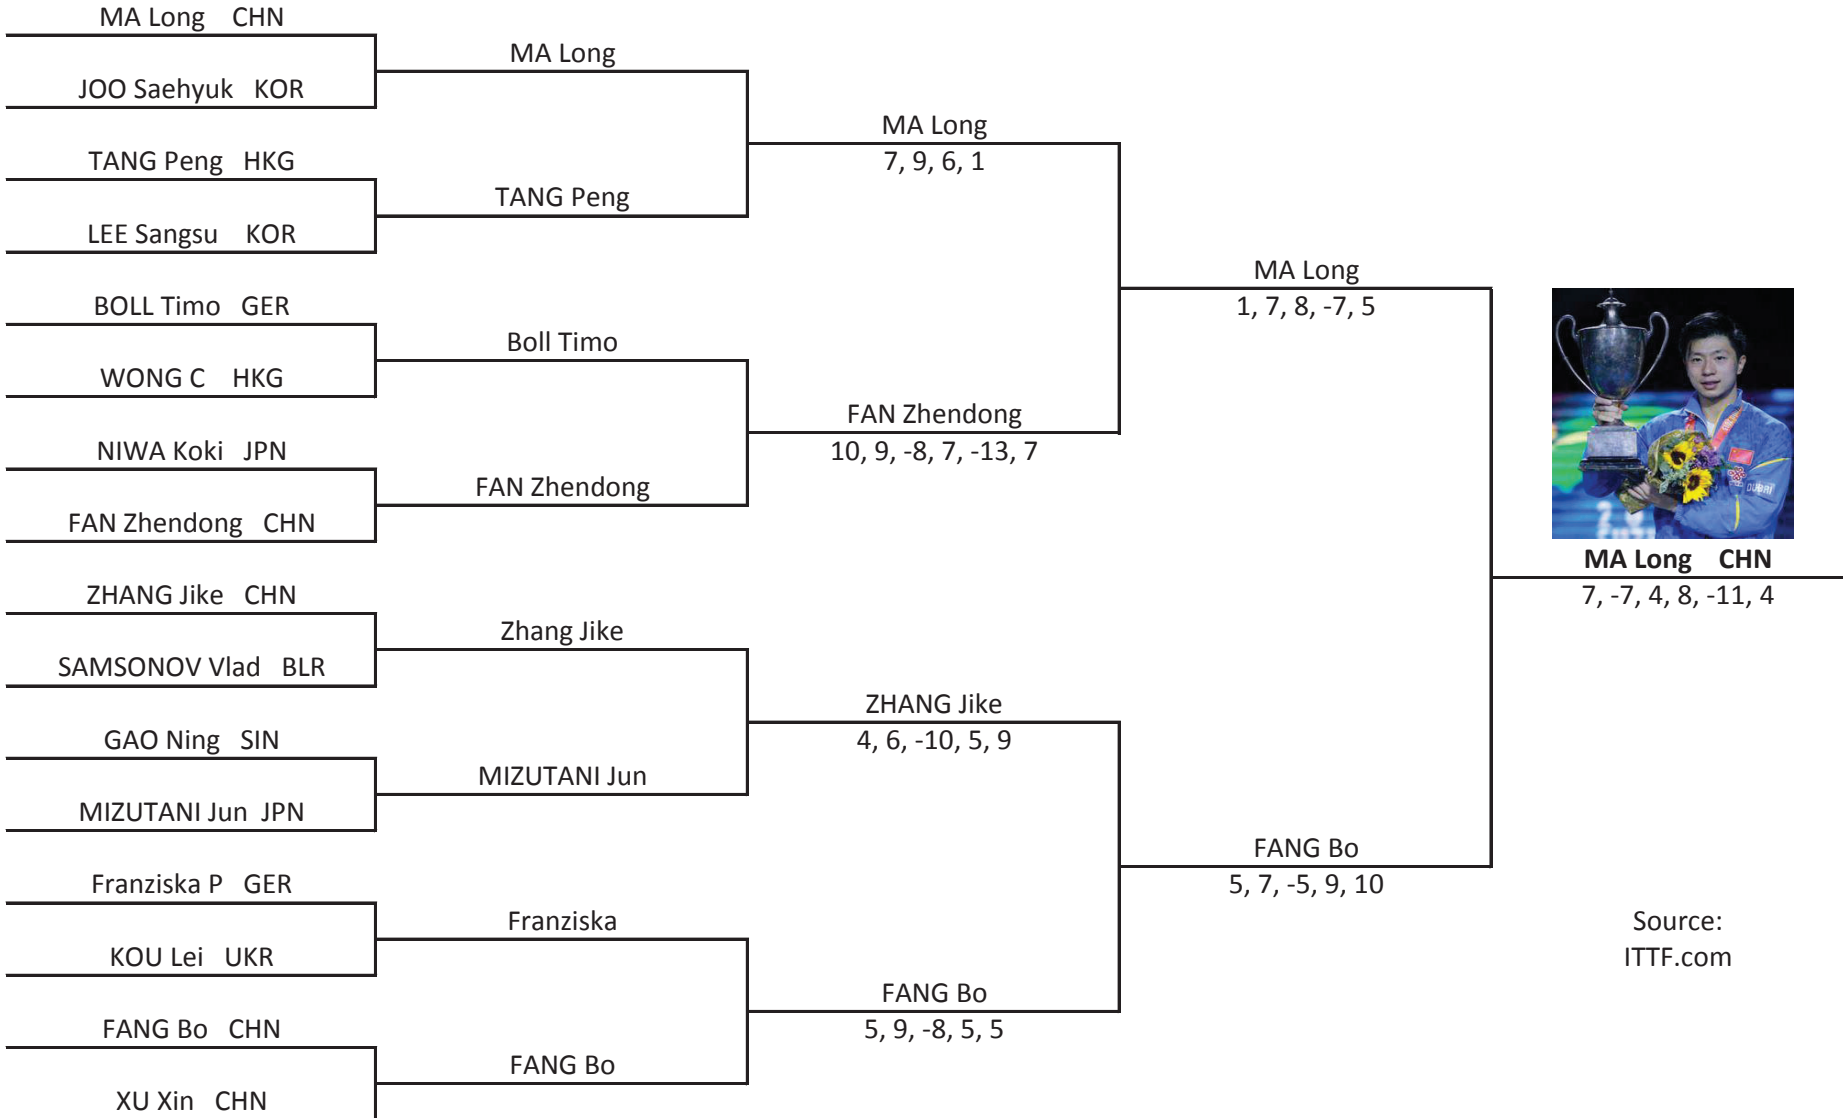 MA Long CHN
JOO Saehyuk KOR
TANG Peng HKG
LEE Sangsu KOR
BOLL Timo GER
WONG C HKG
NIWA Koki JPN
FAN Zhendong CHN
ZHANG Jike CHN
SAMSONOV Vlad BLR
GAO Ning SIN
MIZUTANI Jun JPN
Franziska P GER
KOU Lei UKR
FANG Bo CHN
XU Xin CHN
MA Long
TANG Peng
Boll Timo
FAN Zhendong
Zhang Jike
MIZUTANI Jun
Franziska
FANG Bo
MA Long
7, 9, 6, 1
FAN Zhendong
10, 9, -8, 7, -13, 7
ZHANG Jike
4, 6, -10, 5, 9
FANG Bo
5, 9, -8, 5, 5
MA Long
1, 7, 8, -7, 5
FANG Bo
5, 7, -5, 9, 10
MA Long CHN
7, -7, 4, 8, -11, 4
Source:
ITTF.com